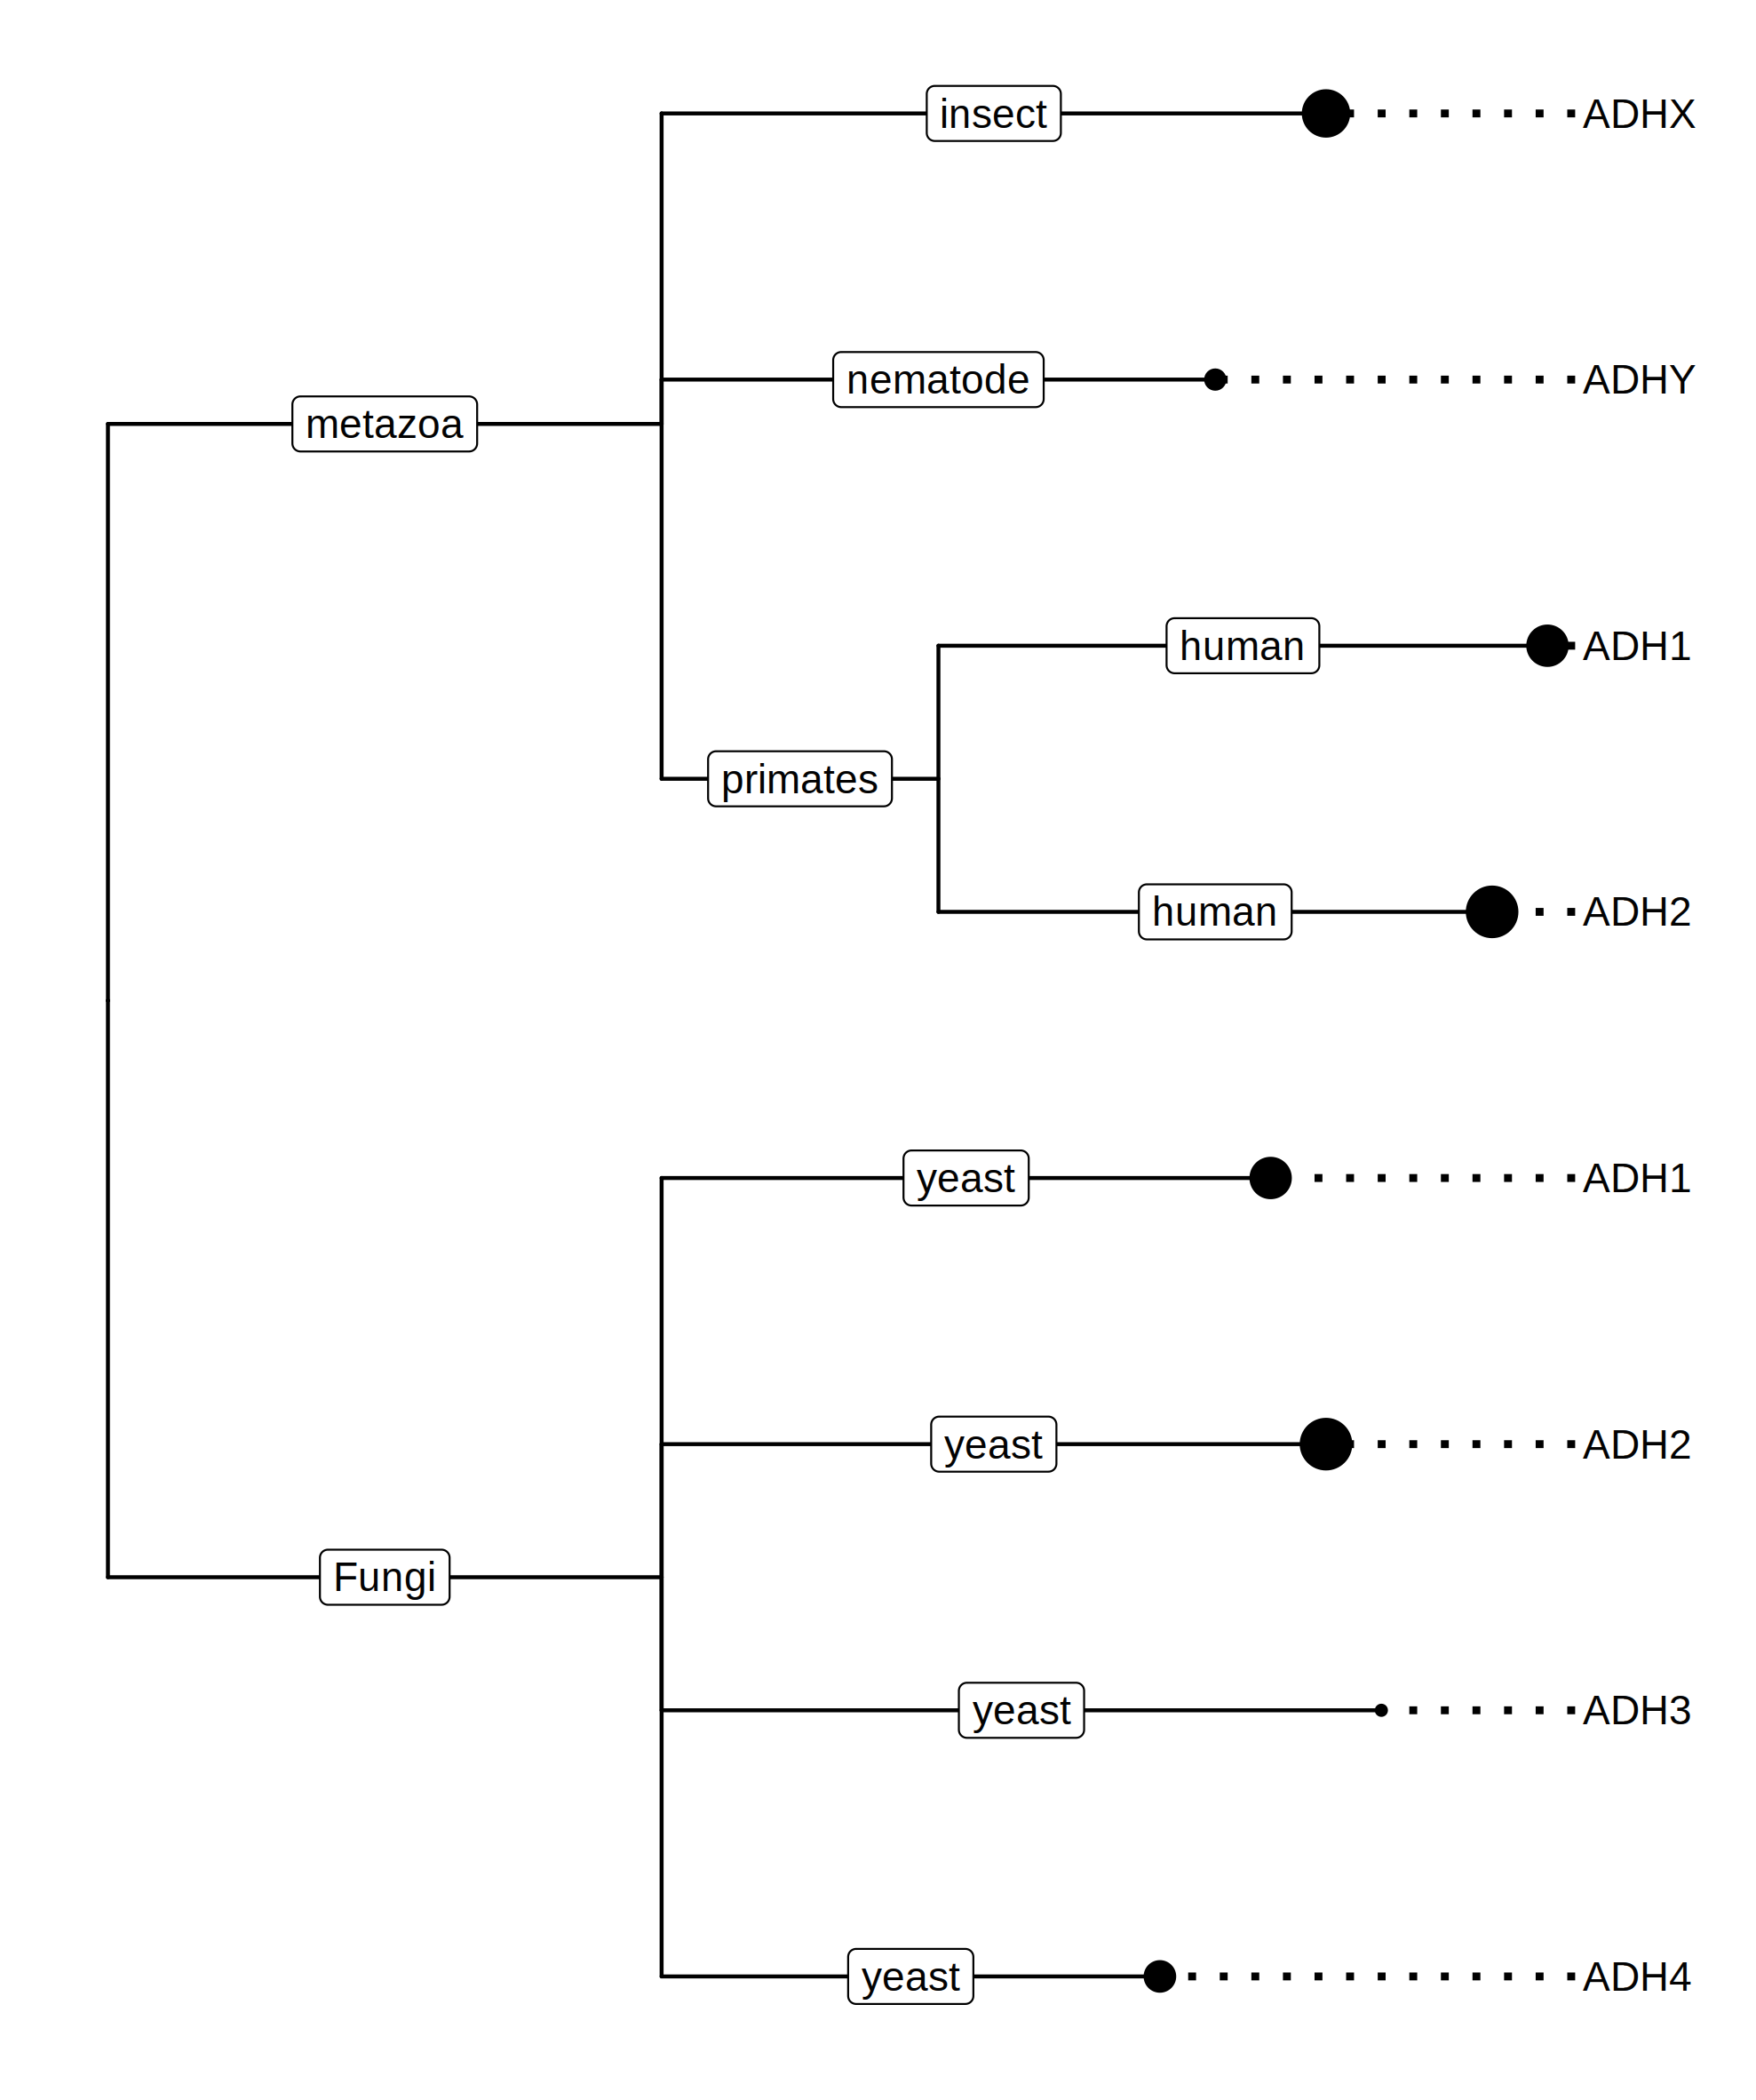 insect ADHX
nematode ADHY
metazoa
human ADH1
primates
human ADH2
yeast ADH1
yeast ADH2
Fungi
yeast ADH3
yeast ADH4